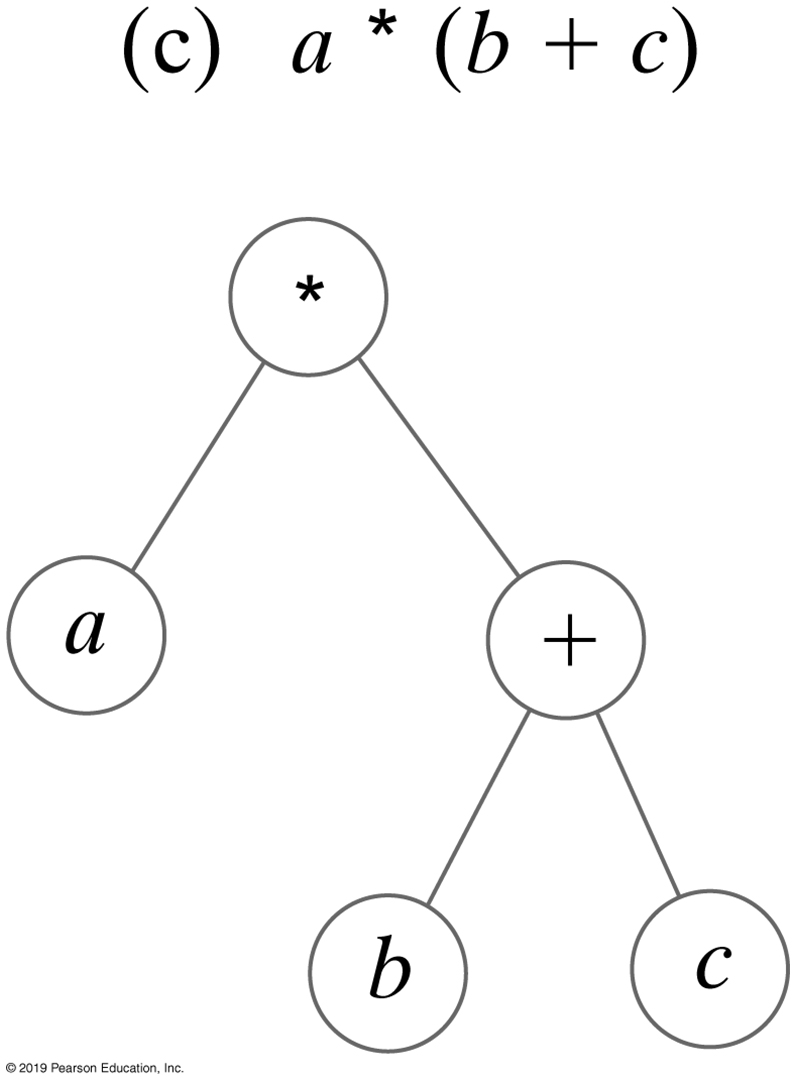 (c) a * (b + c)
*
a
+
b
c
© 2019 Pearson Education, Inc.